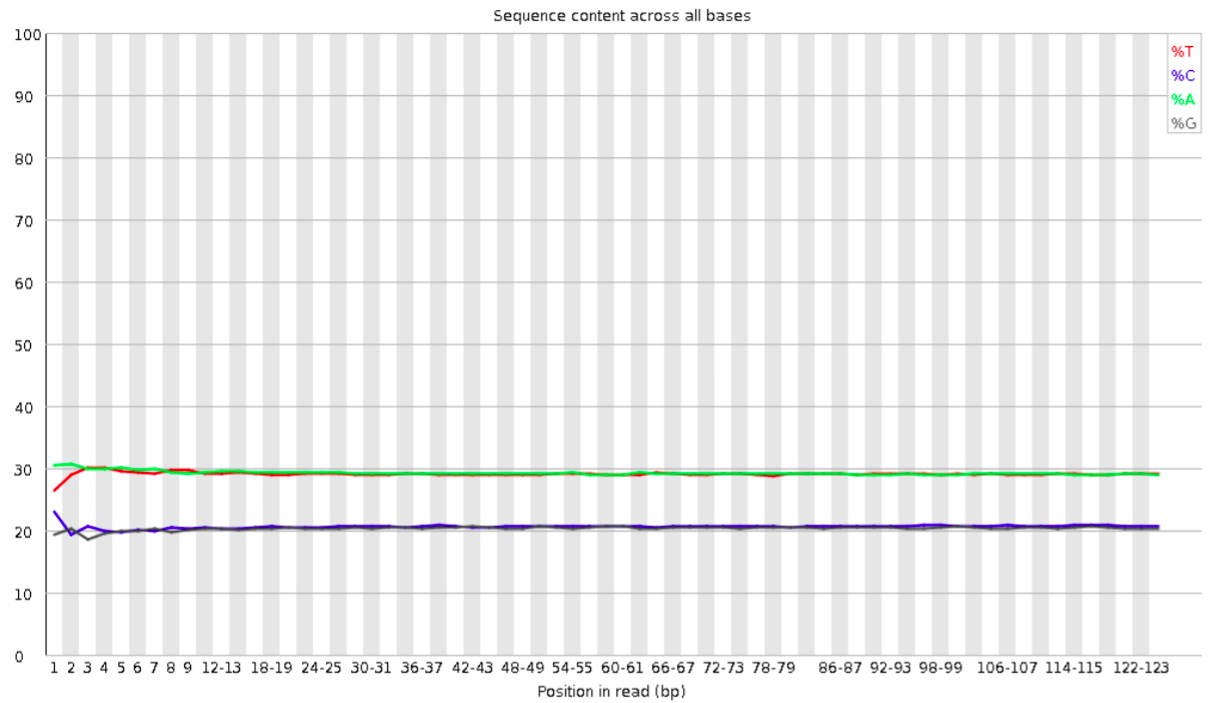 Sequence content across all bases
100
90
80
70
60
50
40
30
20
10
0
%T
%C
%A
%G
1 2 3 4 5 6 7 8 9 12-13 18-19 24-25 30-31 36-37 42-43 48-49 54-55 60-61 66-67 72-73 78-79 86-87 92-93 98-99 106-107 114-115 122-123
Position in read (bp)